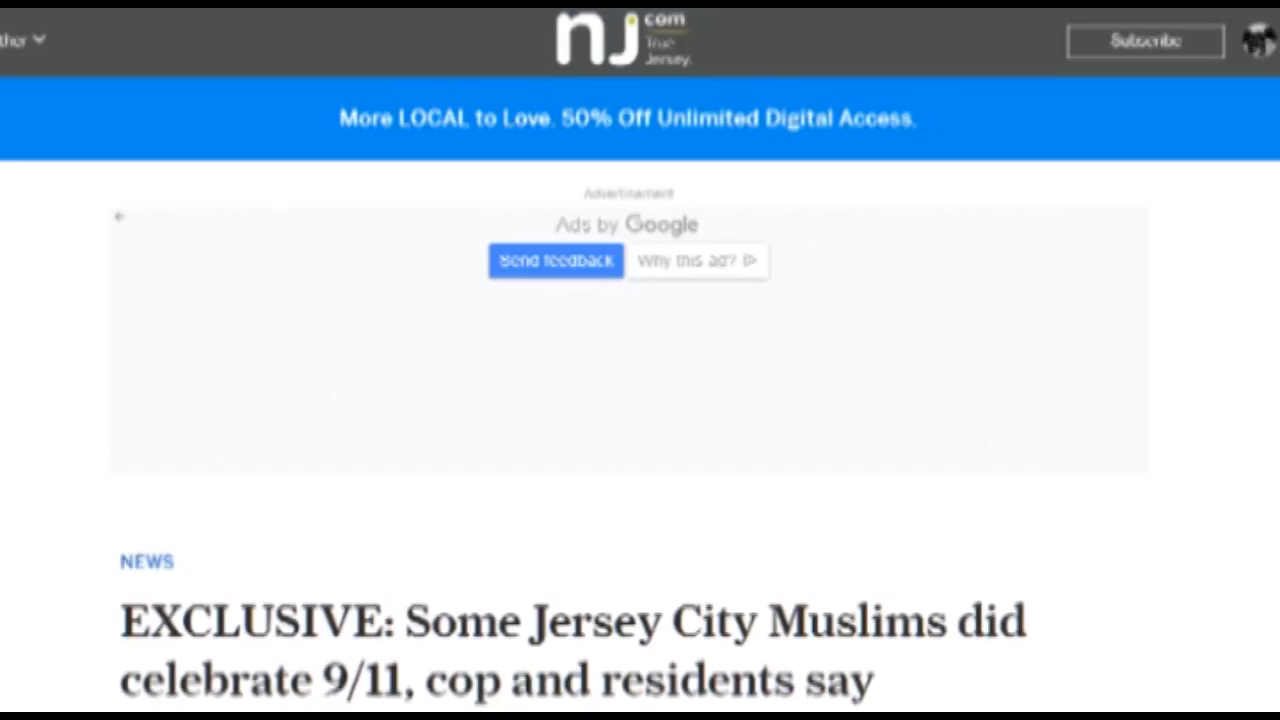 ther
nj
com
True
Jersey.
Subscribe
More LOCAL to Love. 50% Off Unlimited Digital Access.
Advertisement
Ads by Google
Send feedback
Why this ad?
NEWS
EXCLUSIVE: Some Jersey City Muslims did
celebrate 9/11, cop and residents say